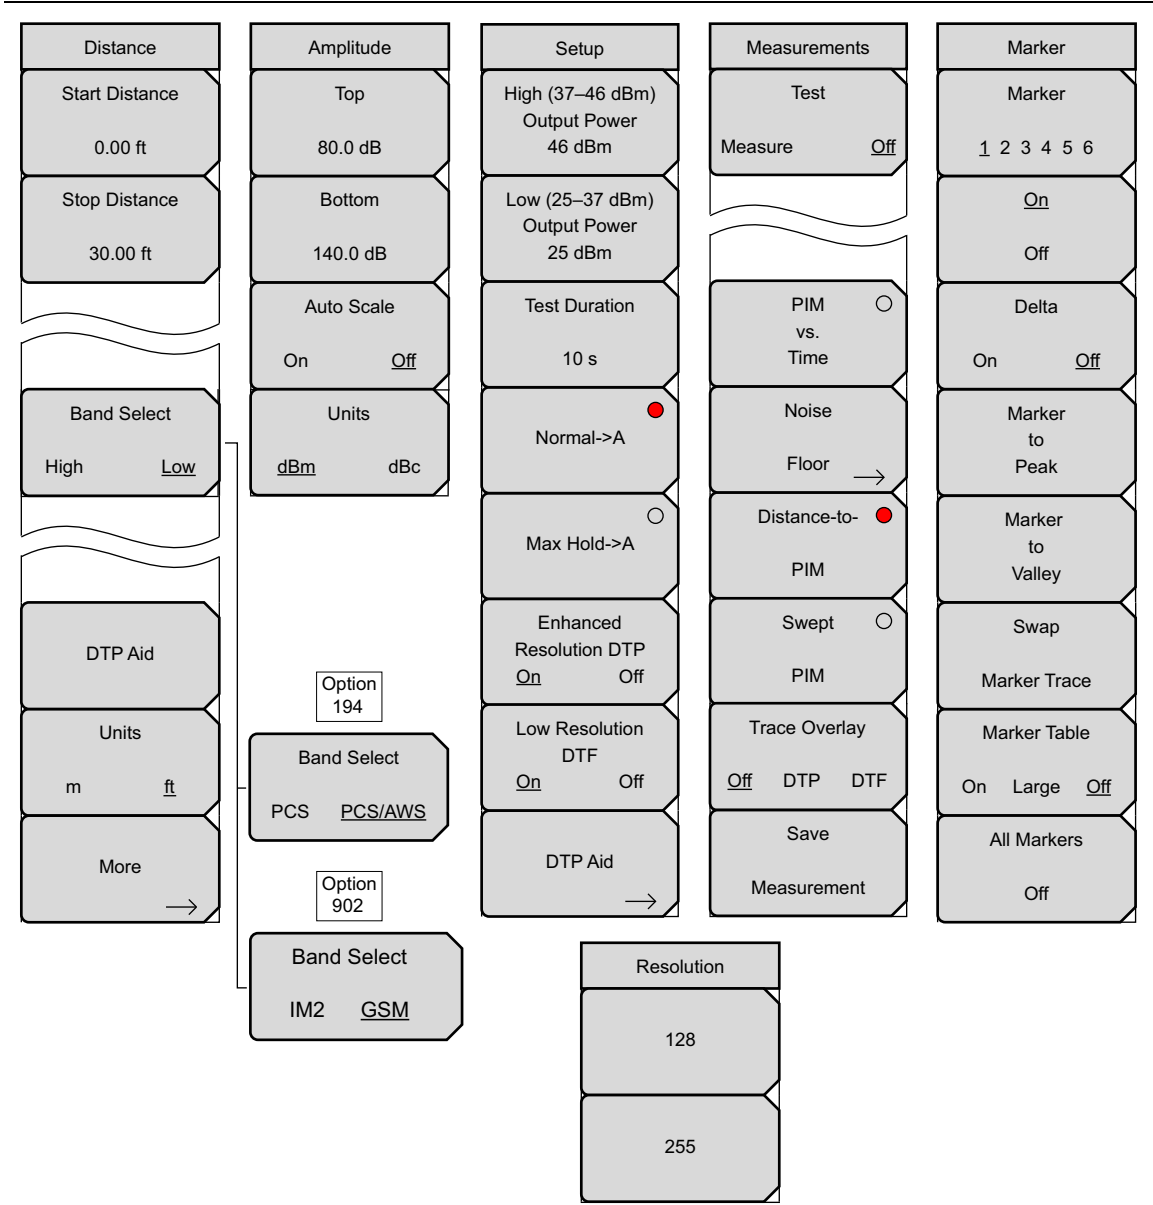 Distance
Start Distance
0.00 ft
Stop Distance
30.00 ft
Band Select
High Low
DTP Aid
Units
m ft
More
Amplitude
Top
80.0 dB
Bottom
140.0 dB
Auto Scale
On Off
Units
dBm dBc
Option
194
Band Select
PCS PCS/AWS
Option
902
Band Select
IM2 GSM
Setup
High (37–46 dBm)
Output Power
46 dBm
Low (25–37 dBm)
Output Power
25 dBm
Test Duration
10 s
Normal->A
Max Hold->A
Enhanced
Resolution DTP
On Off
Low Resolution
DTF
On Off
DTP Aid
Measurements
Test
Measure Off
PIM
vs.
Time
Noise
Floor
Distance-to-
PIM
Swept
PIM
Trace Overlay
Off DTP DTF
Save
Measurement
Marker
Marker
1 2 3 4 5 6
On
Off
Delta
On Off
Marker
to
Peak
Marker
to
Valley
Swap
Marker Trace
Marker Table
On Large Off
All Markers
Off
Resolution
128
255